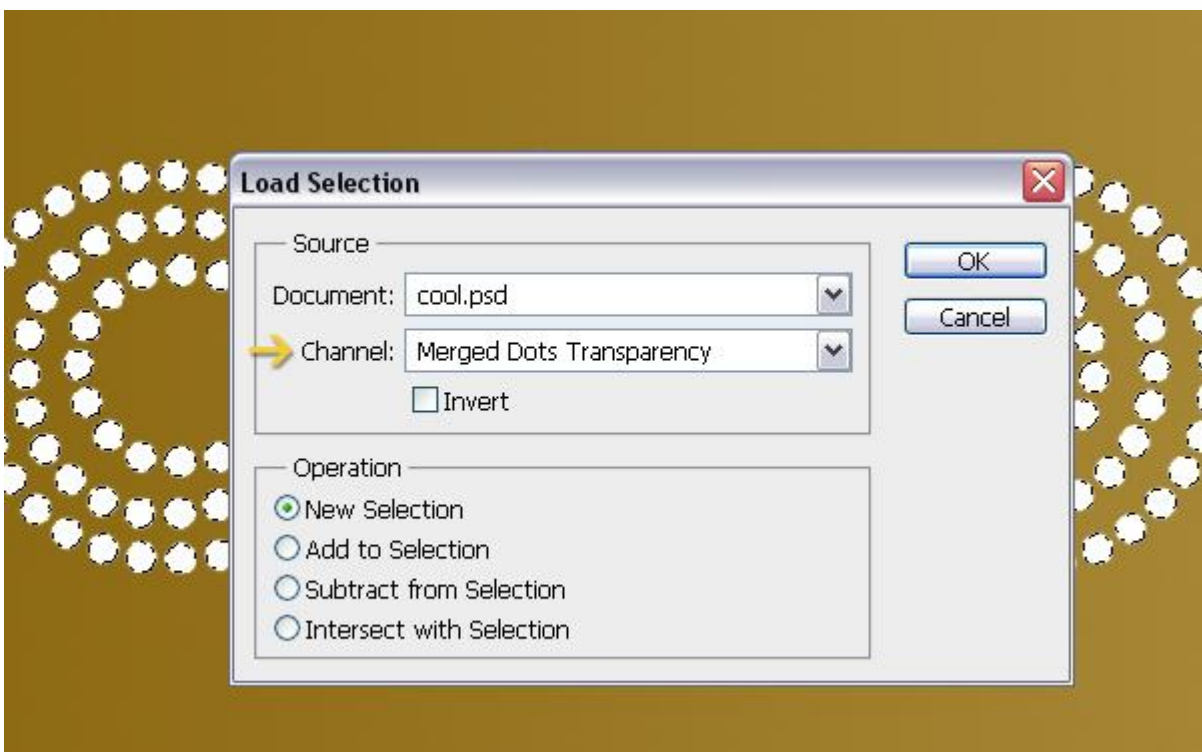 Load Selection
Source
Document: cool.psd
Channel: Merged Dots Transparency
Invert
OK
Cancel
Operation
New Selection
Add to Selection
Subtract from Selection
Intersect with Selection